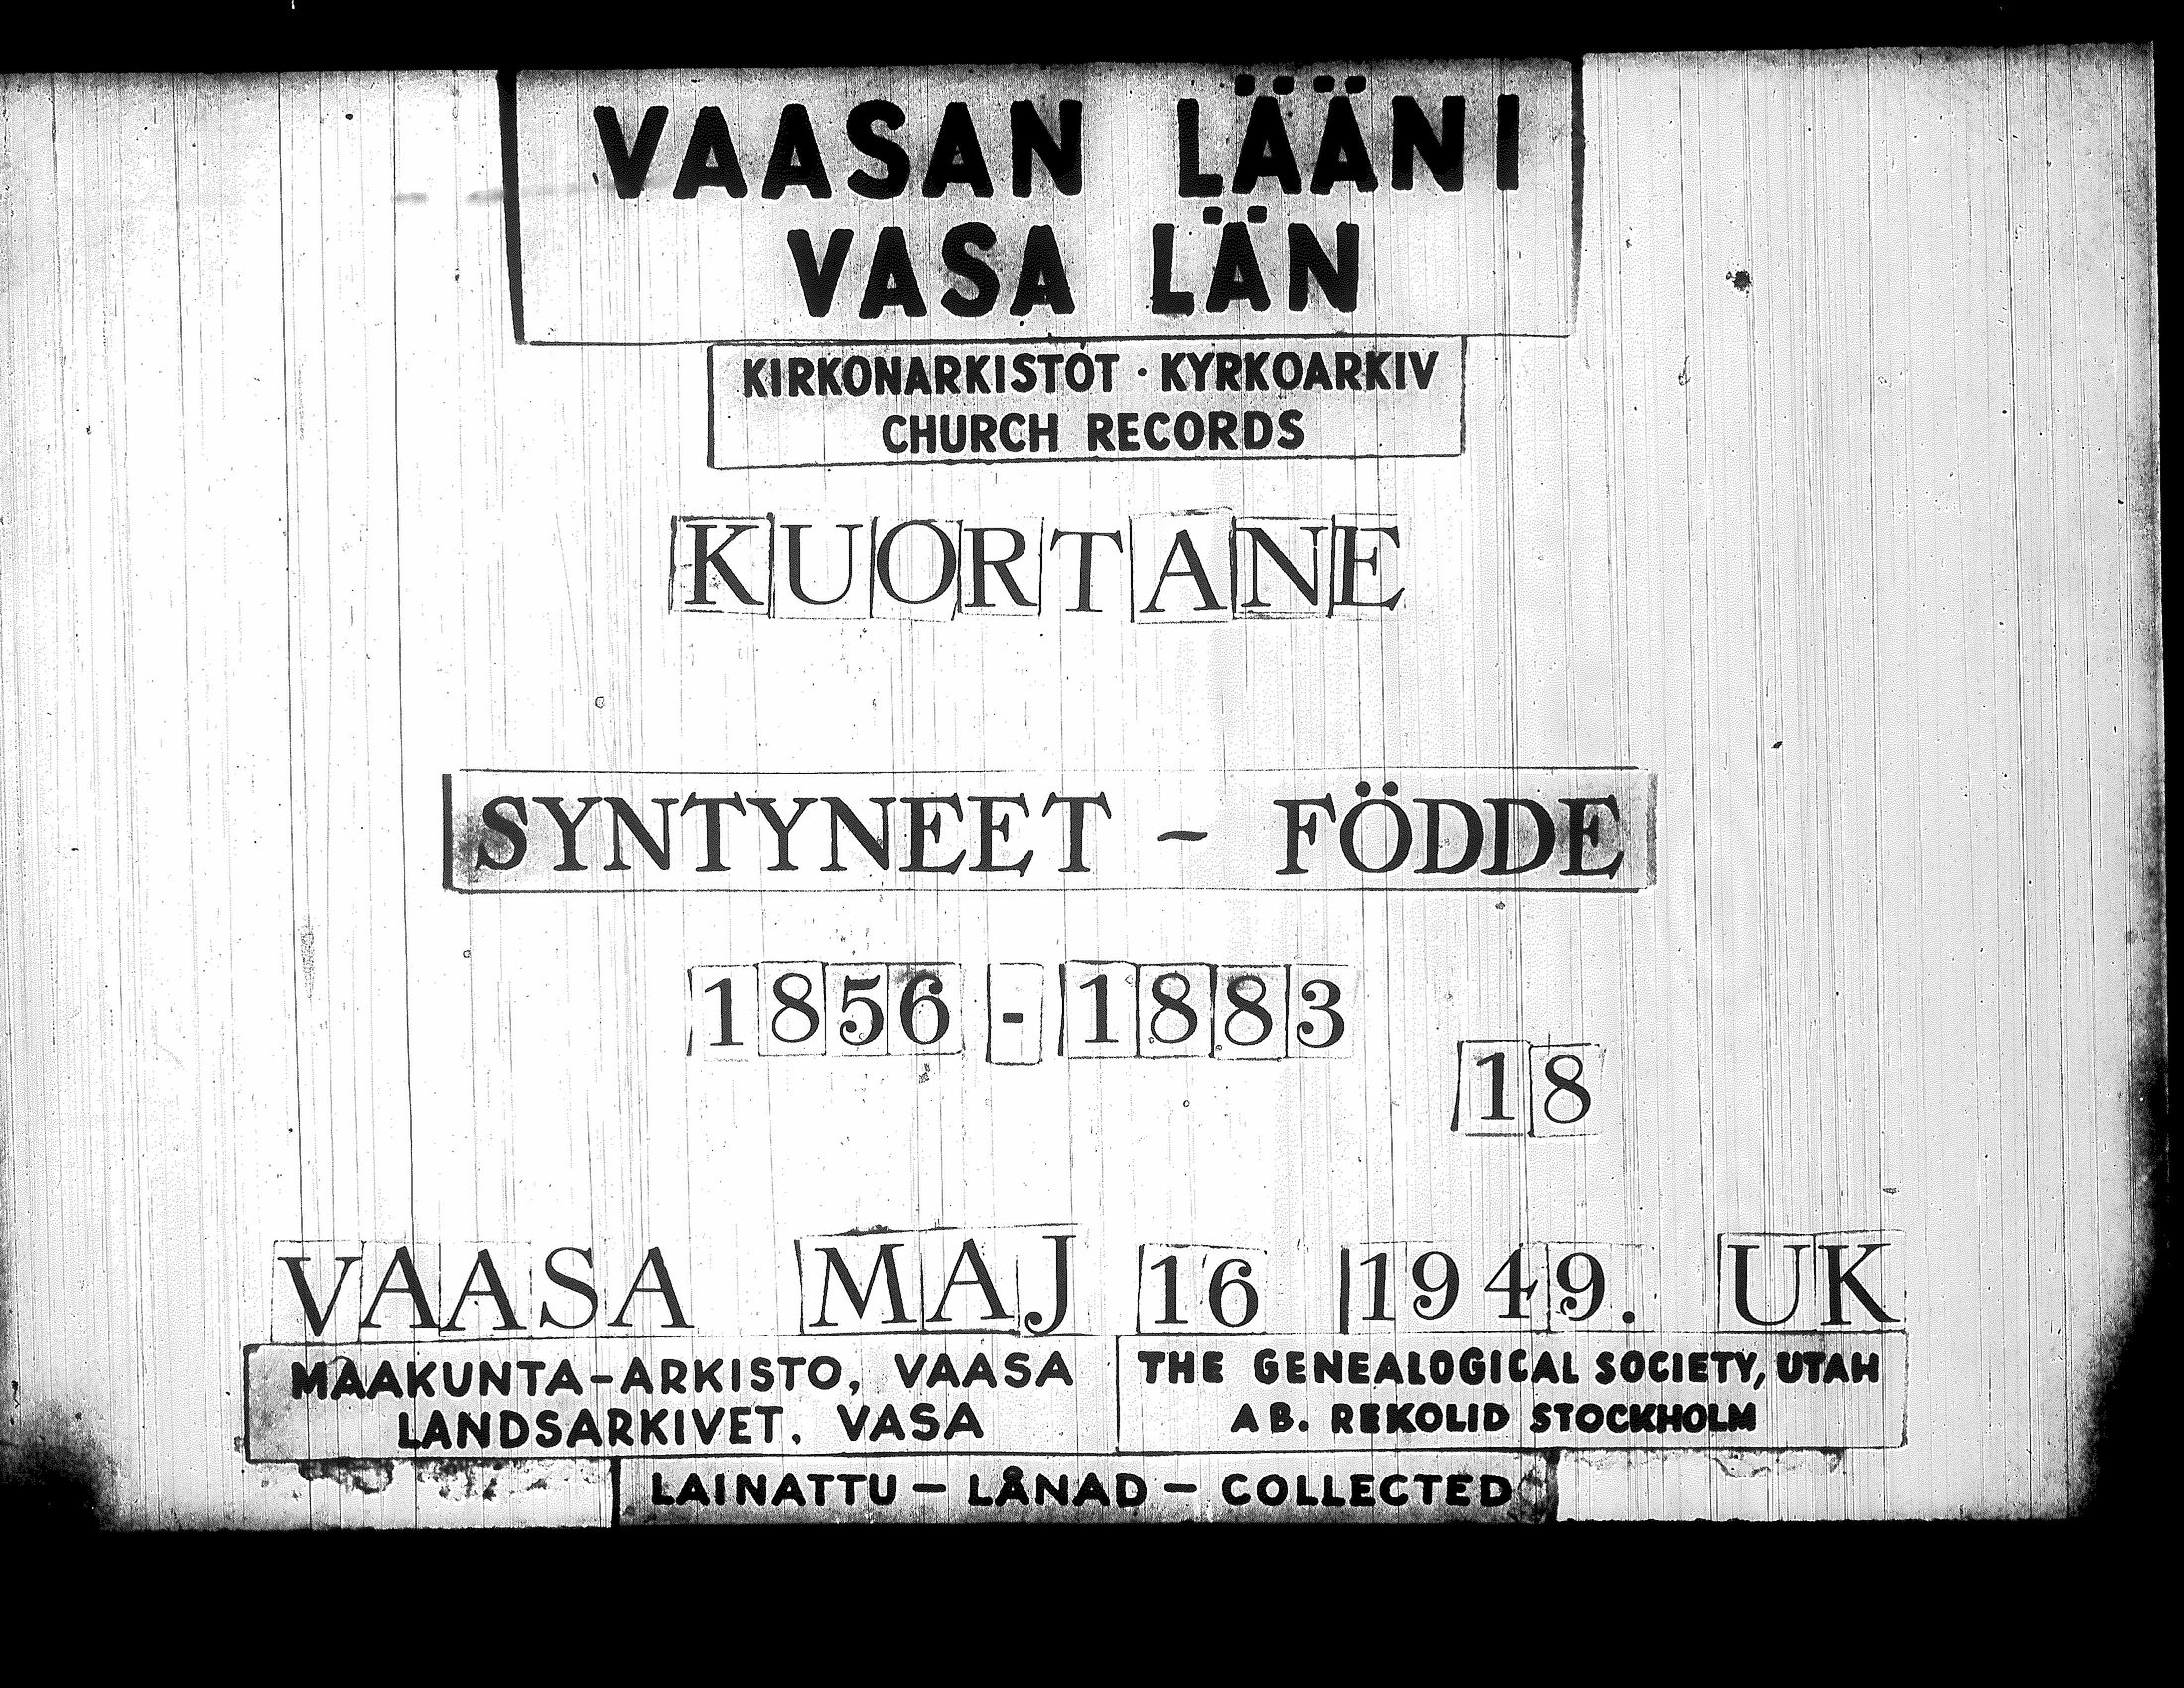 VAASAN LÄÄNI
VASA LÄN
KIRKONARKISTOT · KYRKOARKIV
CHURCH RECORDS
KUORTANE
SYNTYNEET - FÖDDE
1856 - 1883
18
VAASA MAJ 16 1949. UK
MAAKUNTA-ARKISTO, VAASA
LANDSARKIVET, VASA
THE GENEALOGICAL SOCIETY, UTAH
AB. REKOLID STOCKHOLM
LAINATTU - LÅNAD - COLLECTED